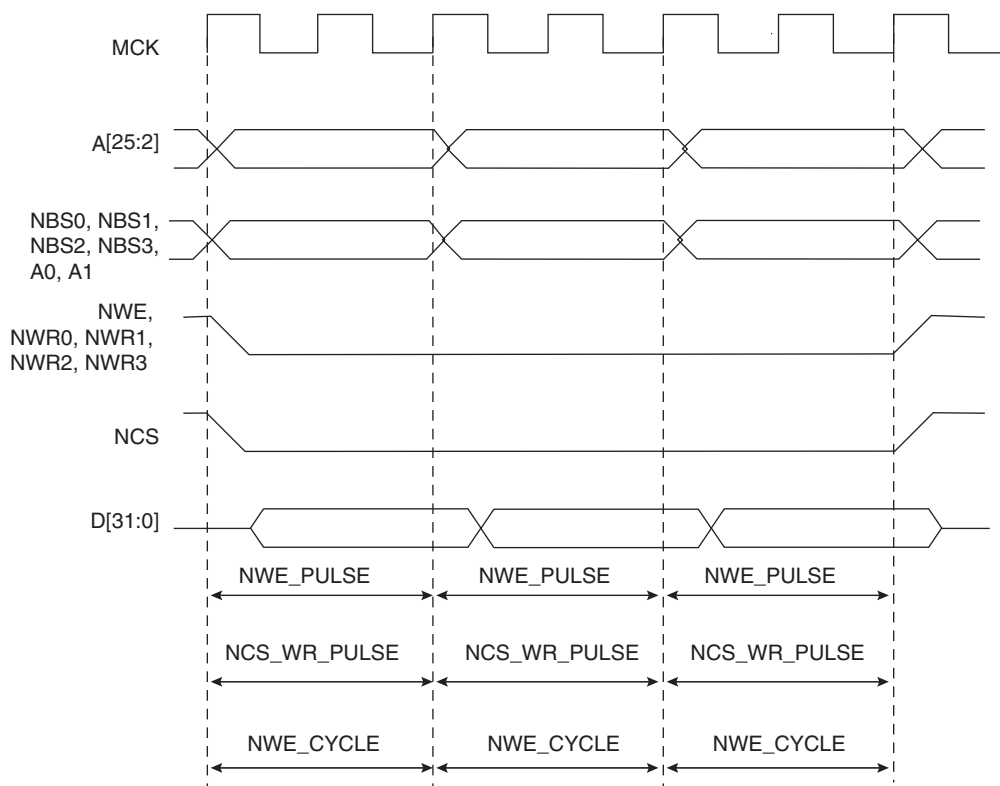 MCK
A[25:2]
NBS0, NBS1,
NBS2, NBS3,
A0, A1
NWE,
NWR0, NWR1,
NWR2, NWR3
NCS
D[31:0]
NWE_PULSE NWE_PULSE NWE_PULSE
NCS_WR_PULSE NCS_WR_PULSE NCS_WR_PULSE
NWE_CYCLE NWE_CYCLE NWE_CYCLE